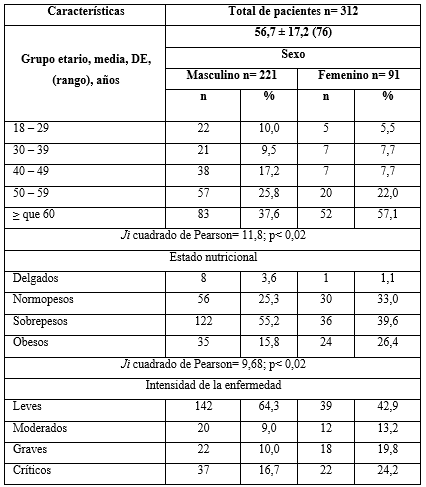 Características Total de pacientes n= 312
Grupo etario, media, DE, (rango), años
56,7 ± 17,2 (76)
Sexo
Masculino n= 221 Femenino n= 91
n % n %
18 – 29 22 10,0 5 5,5
30 – 39 21 9,5 7 7,7
40 – 49 38 17,2 7 7,7
50 – 59 57 25,8 20 22,0
≥ que 60 83 37,6 52 57,1
Ji cuadrado de Pearson= 11,8; p< 0,02
Estado nutricional
Delgados 8 3,6 1 1,1
Normopesos 56 25,3 30 33,0
Sobrepesos 122 55,2 36 39,6
Obesos 35 15,8 24 26,4
Ji cuadrado de Pearson= 9,68; p< 0,02
Intensidad de la enfermedad
Leves 142 64,3 39 42,9
Moderados 20 9,0 12 13,2
Graves 22 10,0 18 19,8
Críticos 37 16,7 22 24,2